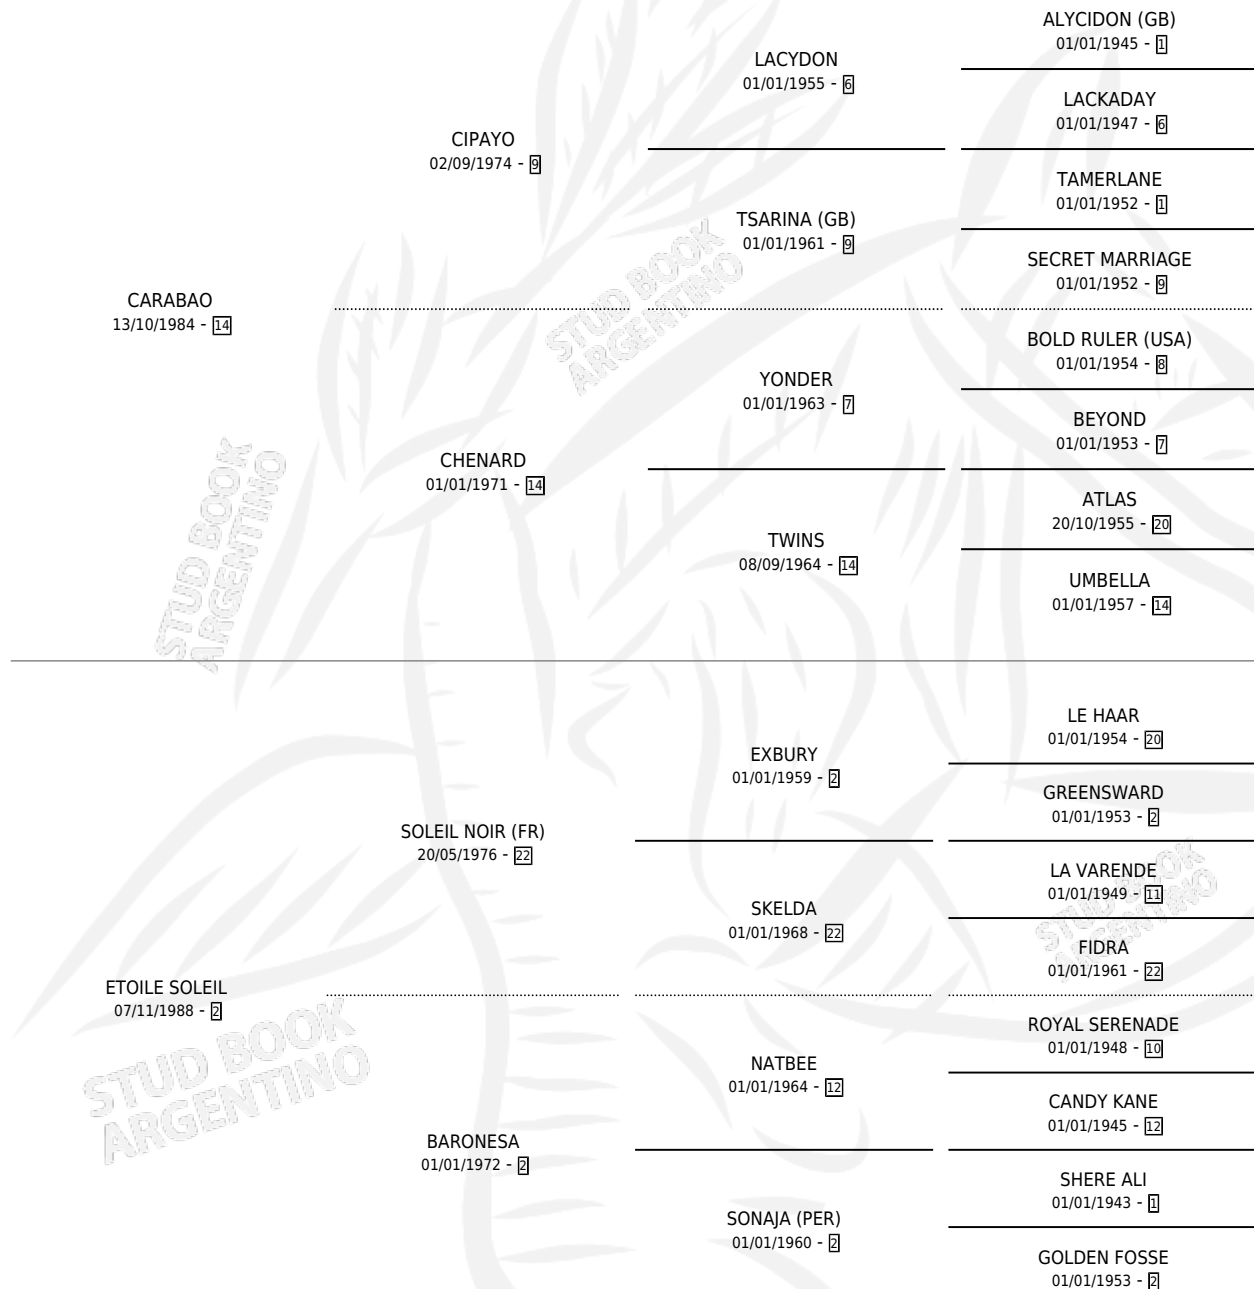 ALYCIDON (GB)
01/01/1945 - 1
LACYDON
01/01/1955 - 6
LACKADAY
01/01/1947 - 6
CIPAYO
02/09/1974 - 9
TAMERLANE
01/01/1952 - 1
TSARINA (GB)
01/01/1961 - 9
SECRET MARRIAGE
01/01/1952 - 9
CARABAO
13/10/1984 - 14
STUD BOOK
ARGENTINO
BOLD RULER (USA)
01/01/1954 - 8
YONDER
01/01/1963 - 7
BEYOND
01/01/1953 - 7
CHENARD
01/01/1971 - 14
ATLAS
20/10/1955 - 20
TWINS
08/09/1964 - 14
UMBELLA
01/01/1957 - 14
STUD BOOK
ARGENTINO
LE HAAR
01/01/1954 - 20
EXBURY
01/01/1959 - 2
GREENSWARD
01/01/1953 - 2
SOLEIL NOIR (FR)
20/05/1976 - 22
LA VARENDE
01/01/1949 - 11
SKELDA
01/01/1968 - 22
STUD BOOK
ARGENTINO
FIDRA
01/01/1961 - 22
ETOILE SOLEIL
07/11/1988 - 2
STUD BOOK
ARGENTINO
ROYAL SERENADE
01/01/1948 - 10
NATBEE
01/01/1964 - 12
CANDY KANE
01/01/1945 - 12
BARONESA
01/01/1972 - 2
SHERE ALI
01/01/1943 - 1
SONAJA (PER)
01/01/1960 - 2
GOLDEN FOSSE
01/01/1953 - 2